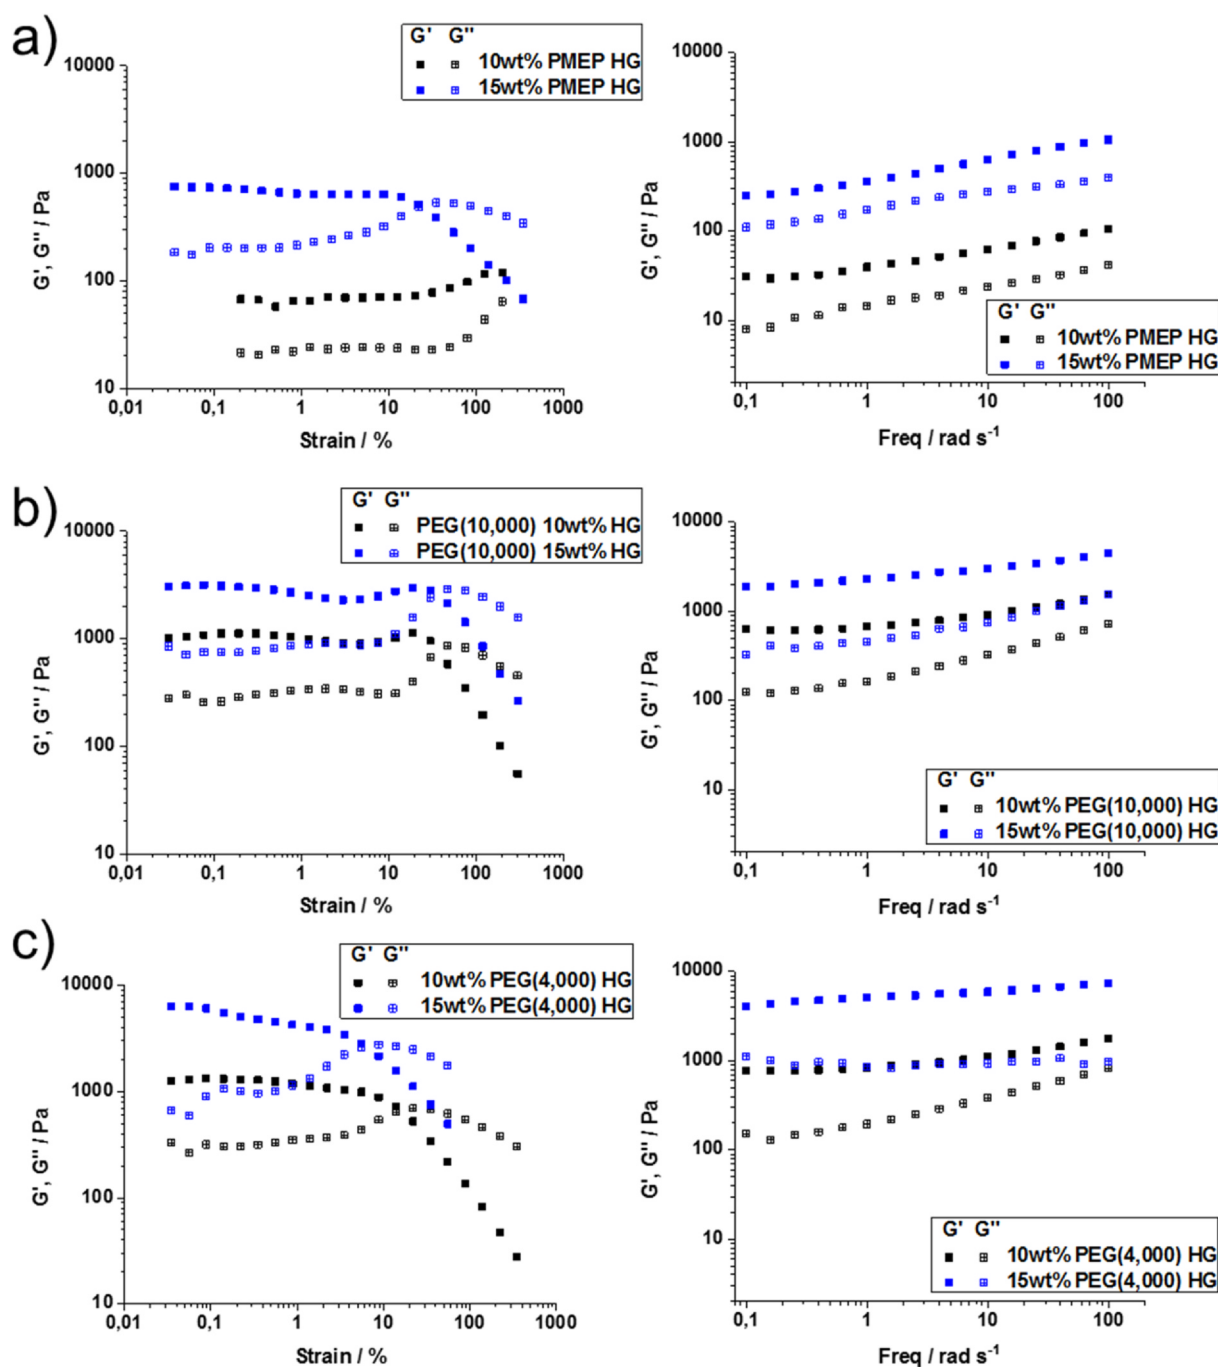 a)
G' G''
10wt% PMEP HG
15wt% PMEP HG
10000
1000
100
10
G', G'' / Pa
0,01 0,1 1 10 100 1000
Strain / %
10000
1000
100
10
G', G'' / Pa
G' G''
10wt% PMEP HG
15wt% PMEP HG
0,1 1 10 100
Freq / rad s⁻¹
b)
G' G''
PEG(10,000) 10wt% HG
PEG(10,000) 15wt% HG
10000
1000
100
10
G', G'' / Pa
0,01 0,1 1 10 100 1000
Strain / %
10000
1000
100
10
G', G'' / Pa
G' G''
10wt% PEG(10,000) HG
15wt% PEG(10,000) HG
0,1 1 10 100
Freq / rad s⁻¹
c)
G' G''
10wt% PEG(4,000) HG
15wt% PEG(4,000) HG
10000
1000
100
10
G', G'' / Pa
0,01 0,1 1 10 100 1000
Strain / %
10000
1000
100
10
G', G'' / Pa
G' G''
10wt% PEG(4,000) HG
15wt% PEG(4,000) HG
0,1 1 10 100
Freq / rad s⁻¹